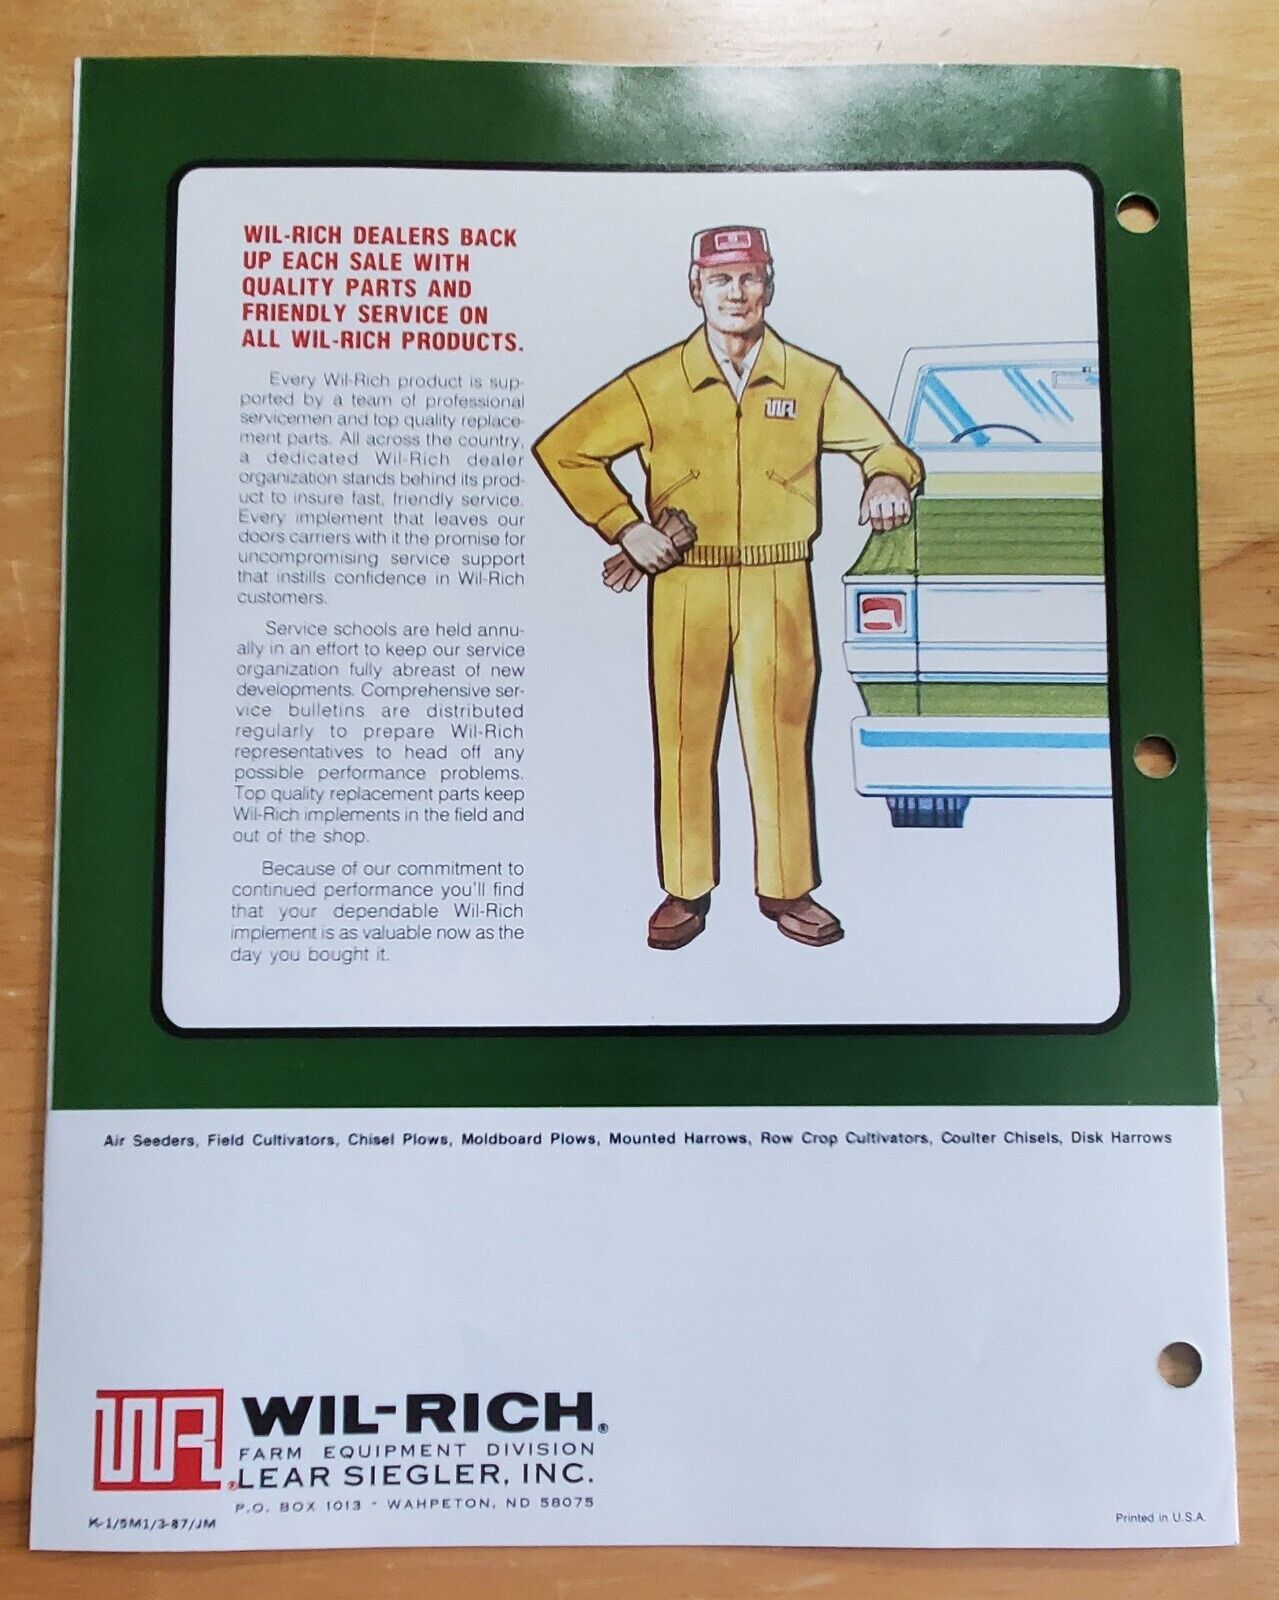 WIL-RICH DEALERS BACK
UP EACH SALE WITH
QUALITY PARTS AND
FRIENDLY SERVICE ON
ALL WIL-RICH PRODUCTS.
Every Wil-Rich product is sup-
ported by a team of professional
servicemen and top quality replace-
ment parts. All across the country,
a dedicated Wil-Rich dealer
organization stands behind its prod-
uct to insure fast, friendly service.
Every implement that leaves our
doors carriers with it the promise for
uncompromising service support
that instills confidence in Wil-Rich
customers.
Service schools are held annu-
ally in an effort to keep our service
organization fully abreast of new
developments. Comprehensive ser-
vice bulletins are distributed
regularly to prepare Wil-Rich
representatives to head off any
possible performance problems.
Top quality replacement parts keep
Wil-Rich implements in the field and
out of the shop.
Because of our commitment to
continued performance you'll find
that your dependable Wil-Rich
implement is as valuable now as the
day you bought it.
WR
Air Seeders, Field Cultivators, Chisel Plows, Moldboard Plows, Mounted Harrows, Row Crop Cultivators, Coulter Chisels, Disk Harrows
WR® WIL-RICH®
FARM EQUIPMENT DIVISION
LEAR SIEGLER, INC.
P.O. BOX 1013 · WAHPETON, ND 58075
K-1/5M1/3-87/JM
Printed in U.S.A.